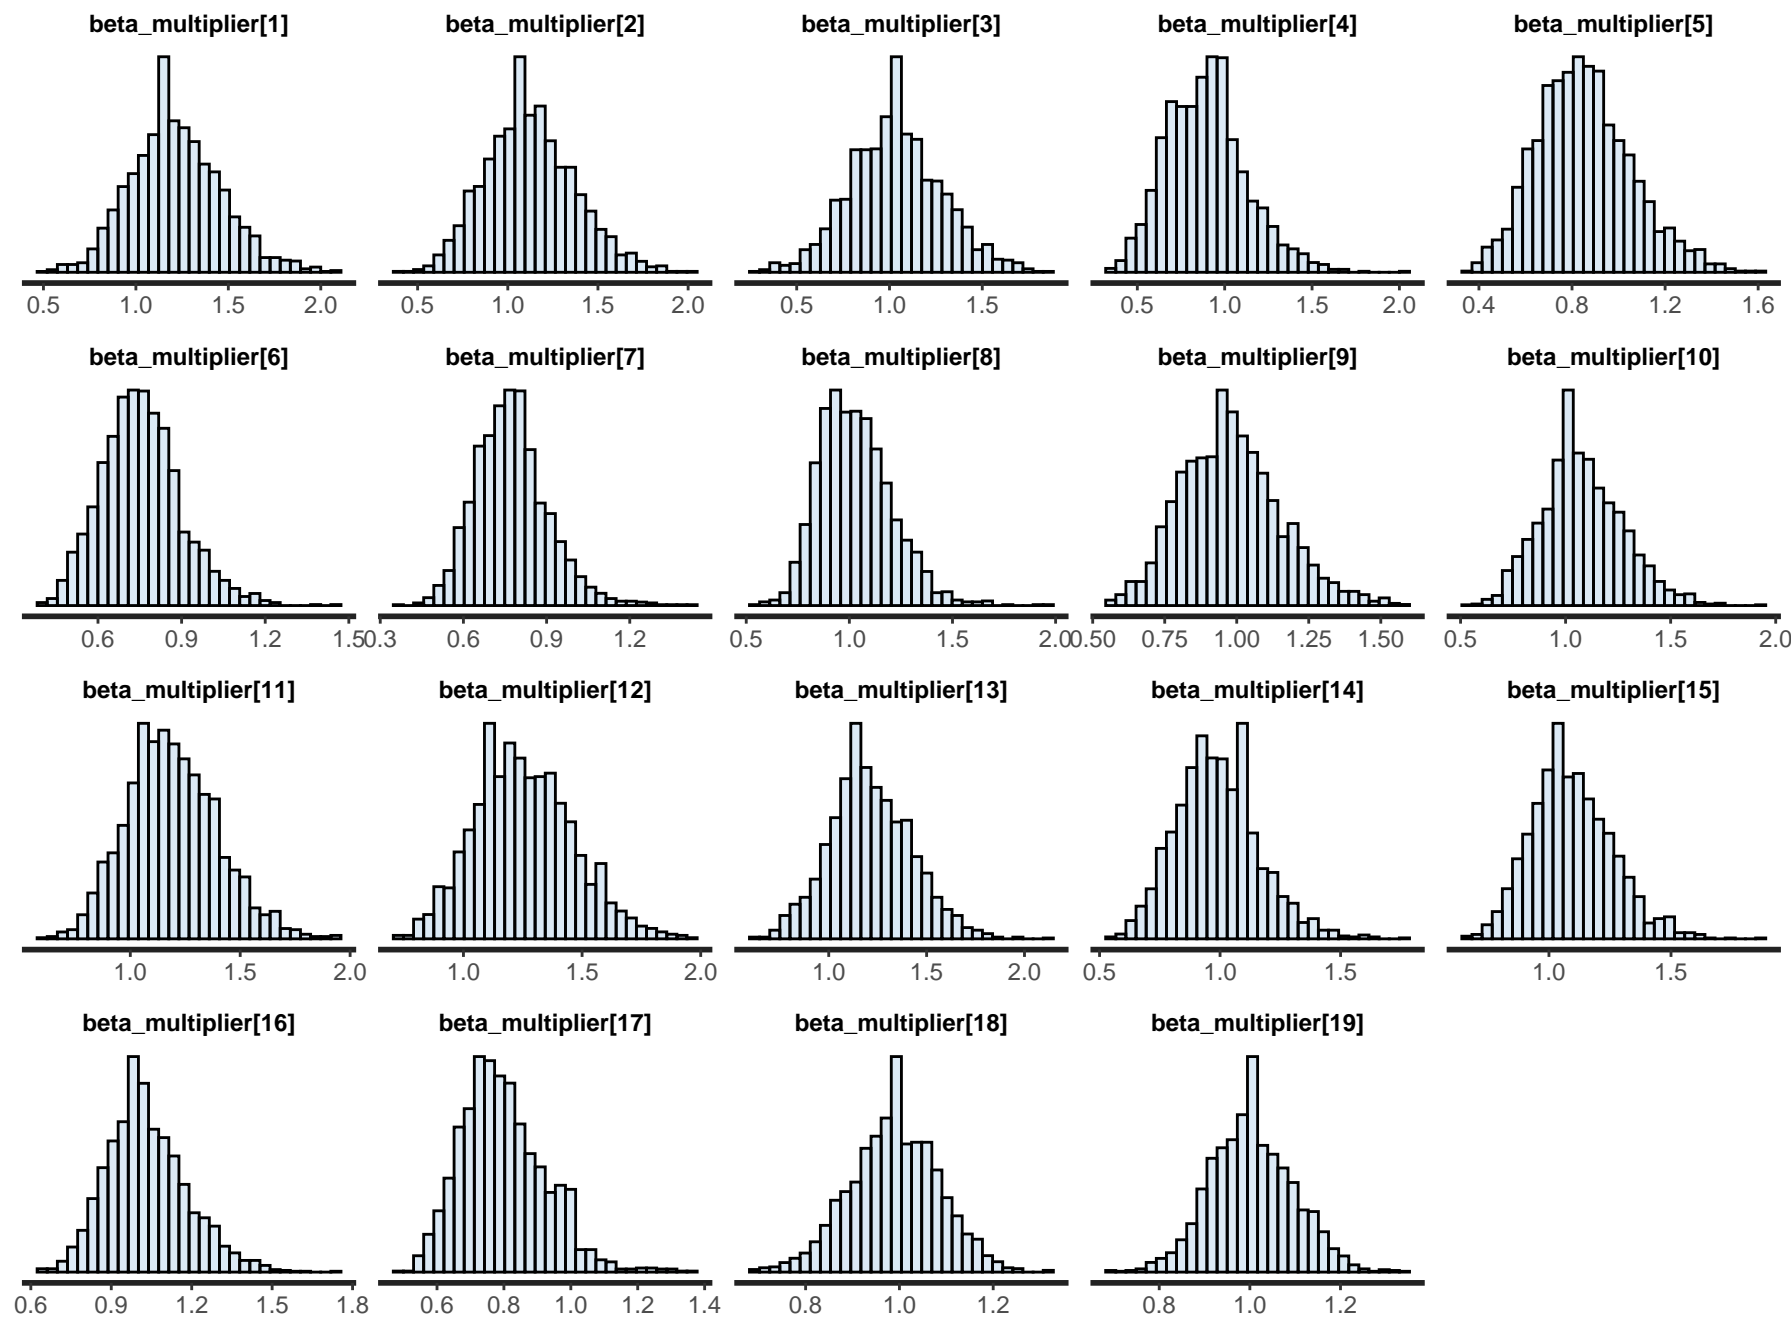 beta_multiplier[1] beta_multiplier[2] beta_multiplier[3] beta_multiplier[4] beta_multiplier[5]
0.5 1.0 1.5 2.0 0.5 1.0 1.5 2.0 0.5 1.0 1.5 0.5 1.0 1.5 2.0 0.4 0.8 1.2 1.6
beta_multiplier[6] beta_multiplier[7] beta_multiplier[8] beta_multiplier[9] beta_multiplier[10]
0.6 0.9 1.2 1.5 0.3 0.6 0.9 1.2 0.5 1.0 1.5 2.0 0.50 0.75 1.00 1.25 1.50 0.5 1.0 1.5 2.0
beta_multiplier[11] beta_multiplier[12] beta_multiplier[13] beta_multiplier[14] beta_multiplier[15]
1.0 1.5 2.0 1.0 1.5 2.0 1.0 1.5 2.0 0.5 1.0 1.5 1.0 1.5
beta_multiplier[16] beta_multiplier[17] beta_multiplier[18] beta_multiplier[19]
0.6 0.9 1.2 1.5 1.8 0.6 0.8 1.0 1.2 1.4 0.8 1.0 1.2 0.8 1.0 1.2